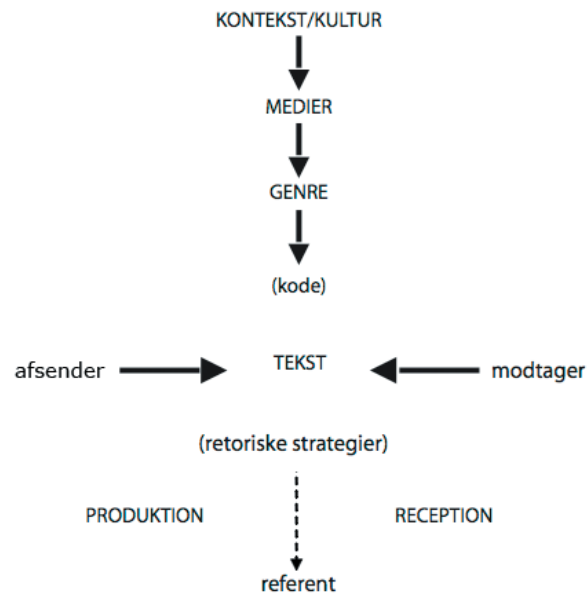 KONTEKST/KULTUR
MEDIER
GENRE
(kode)
afsender TEKST modtager
(retoriske strategier)
PRODUKTION RECEPTION
referent